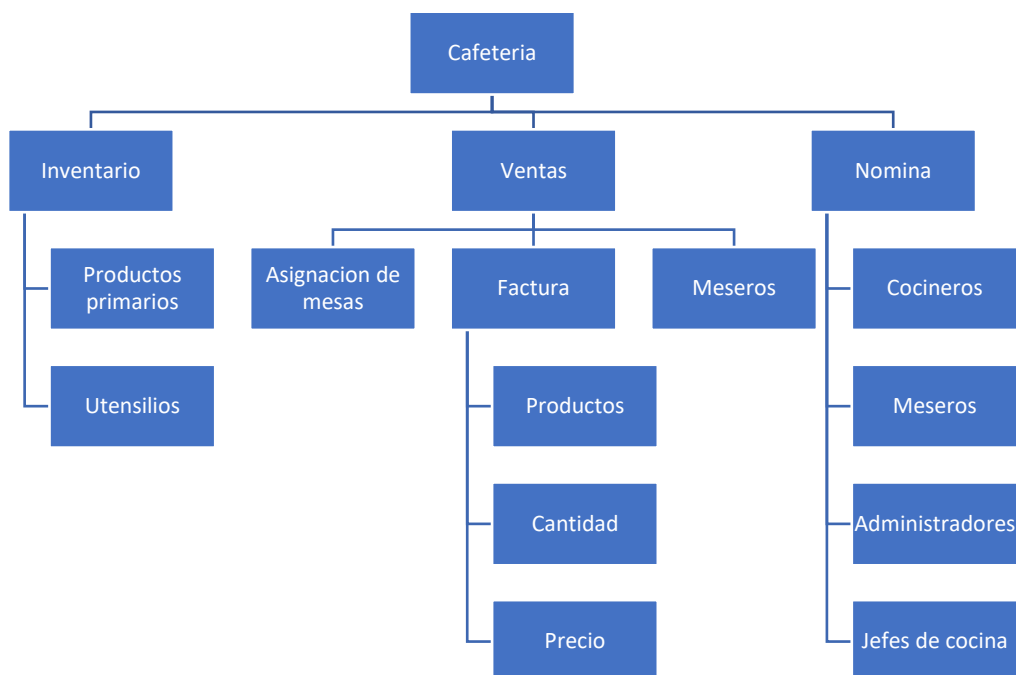 Cafeteria
Inventario
Ventas
Nomina
Productos
primarios
Asignacion de
mesas
Factura
Meseros
Cocineros
Utensilios
Productos
Meseros
Cantidad
Administradores
Precio
Jefes de cocina